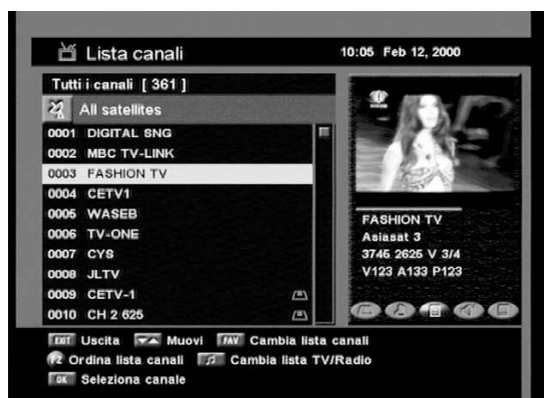 Lista canali
10:05 Feb 12, 2000
Tutti i canali [ 361 ]
All satellites
0001 DIGITAL SNG
0002 MBC TV-LINK
0003 FASHION TV
0004 CETV1
0005 WASEB
0006 TV-ONE
0007 CYS
0008 JLTV
0009 CETV-1
0010 CH 2 625
FASHION TV
Asiasat 3
3745 2625 V 3/4
V123 A133 P123
EXIT Uscita Muovi FAV Cambia lista canali
F2 Ordina lista canali Cambia lista TV/Radio
OK Seleziona canale